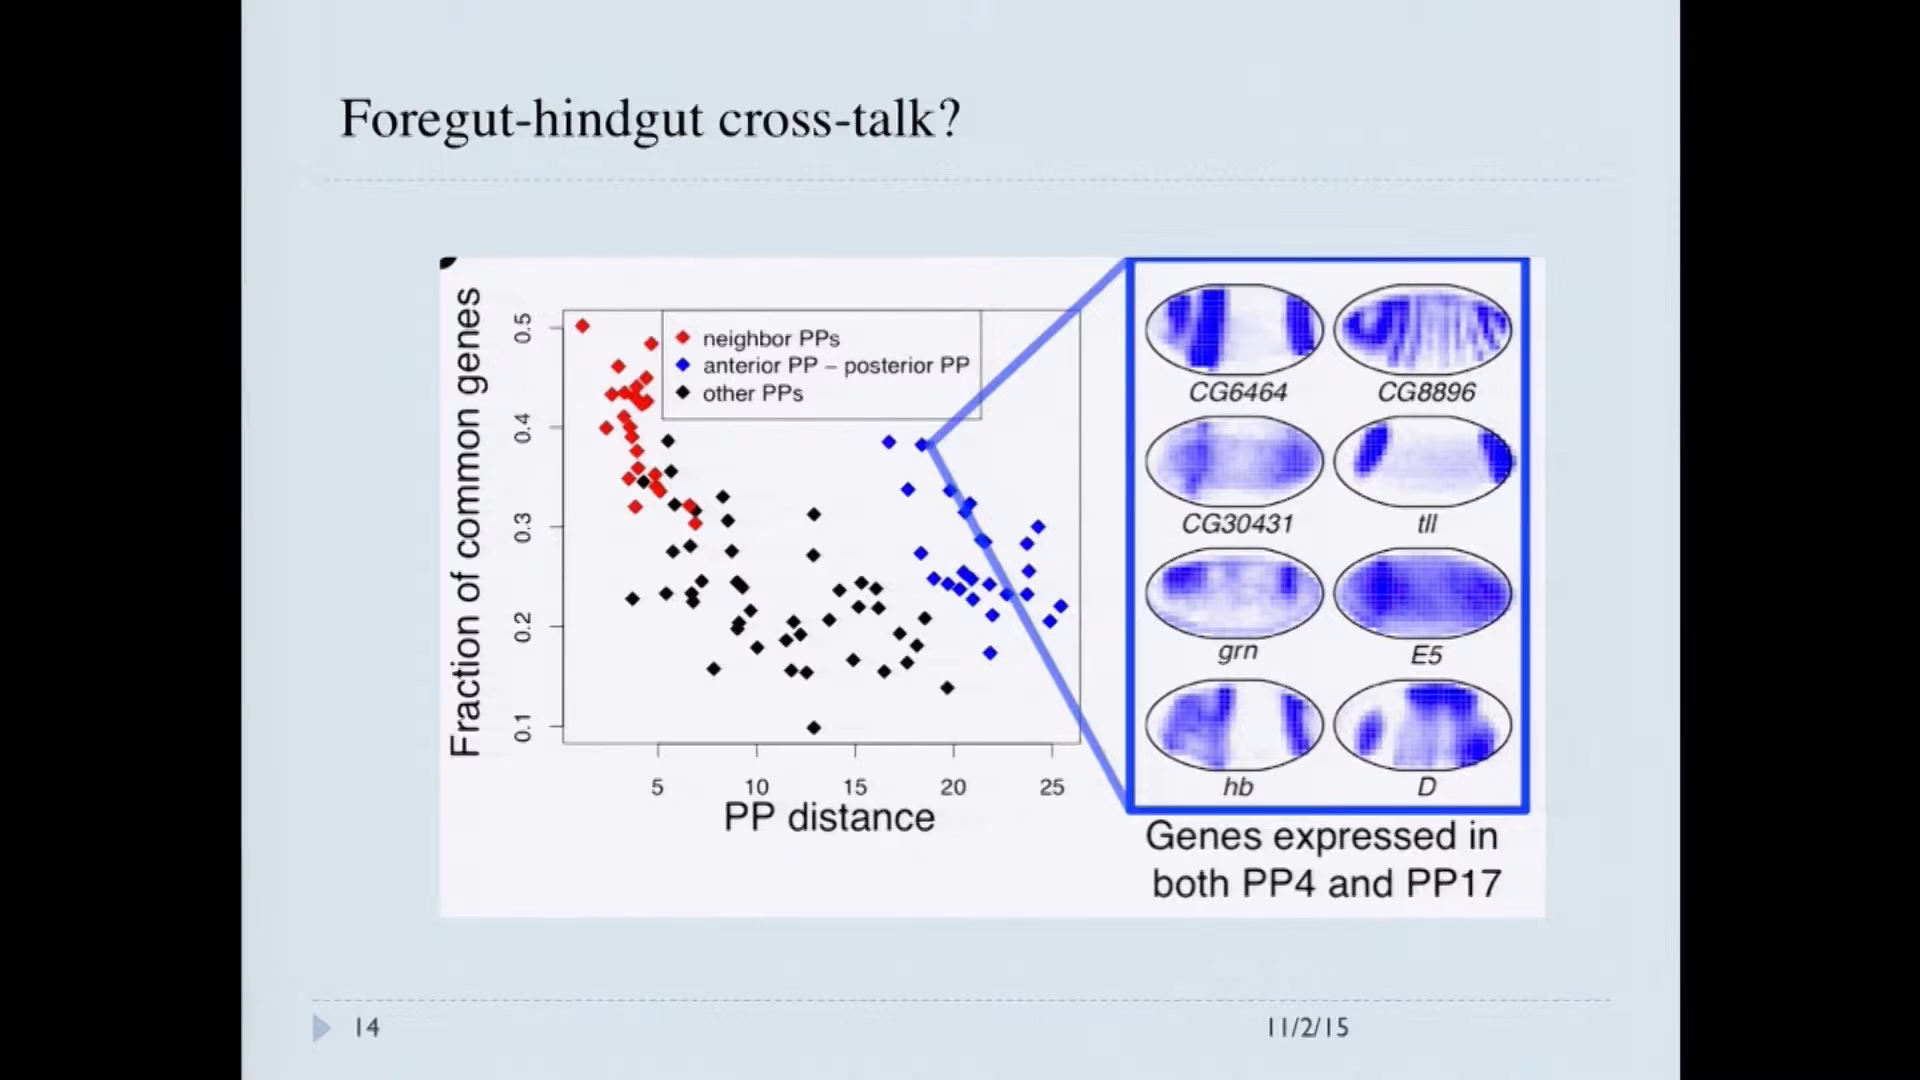 Foregut-hindgut cross-talk?
Fraction of common genes
0.5
0.4
0.3
0.2
0.1
neighbor PPs
anterior PP – posterior PP
other PPs
5 10 15 20 25
PP distance
CG6464 CG8896
CG30431 tll
grn E5
hb D
Genes expressed in
both PP4 and PP17
14 11/2/15